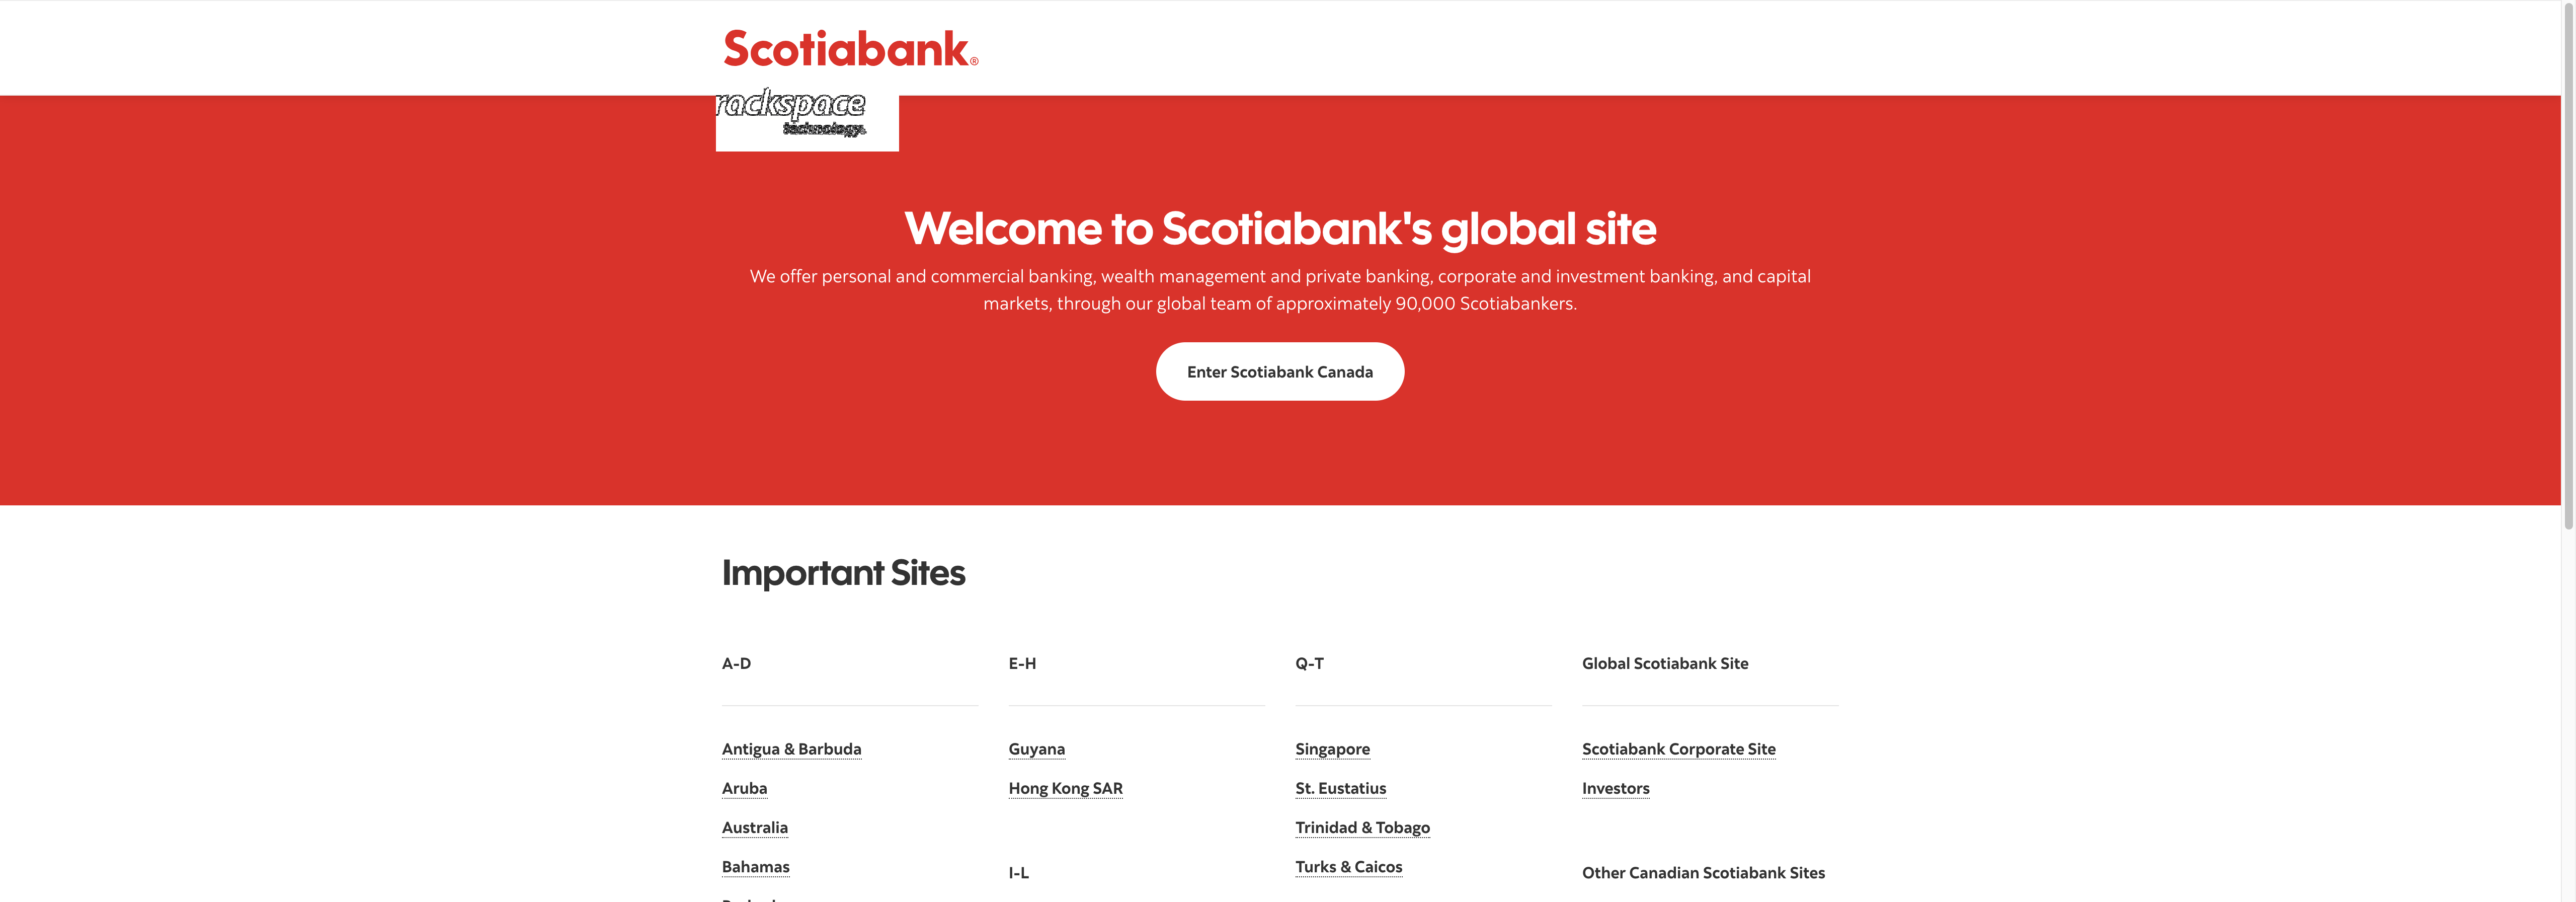 Scotiabank®
rackspace
technology.
Welcome to Scotiabank's global site
We offer personal and commercial banking, wealth management and private banking, corporate and investment banking, and capital
markets, through our global team of approximately 90,000 Scotiabankers.
Enter Scotiabank Canada
Important Sites
A-D
Antigua & Barbuda
Aruba
Australia
Bahamas
E-H
Guyana
Hong Kong SAR
I-L
Q-T
Singapore
St. Eustatius
Trinidad & Tobago
Turks & Caicos
Global Scotiabank Site
Scotiabank Corporate Site
Investors
Other Canadian Scotiabank Sites